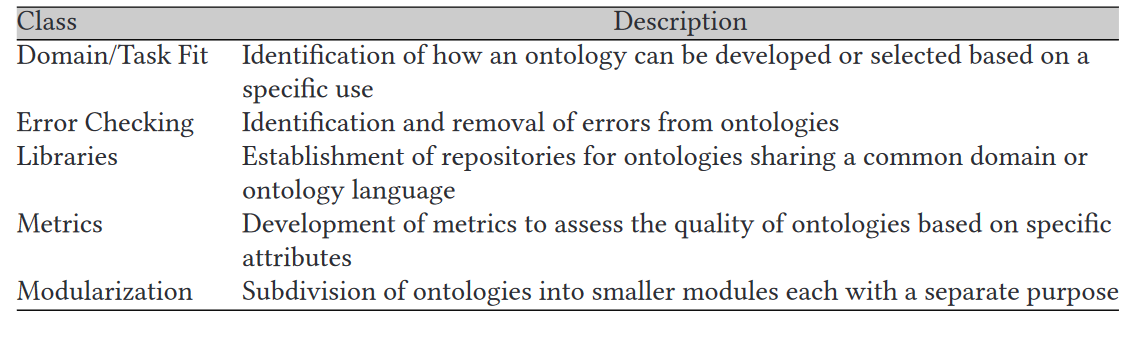 Class Description
Domain/Task Fit Identification of how an ontology can be developed or selected based on a
specific use
Error Checking Identification and removal of errors from ontologies
Libraries Establishment of repositories for ontologies sharing a common domain or
ontology language
Metrics Development of metrics to assess the quality of ontologies based on specific
attributes
Modularization Subdivision of ontologies into smaller modules each with a separate purpose